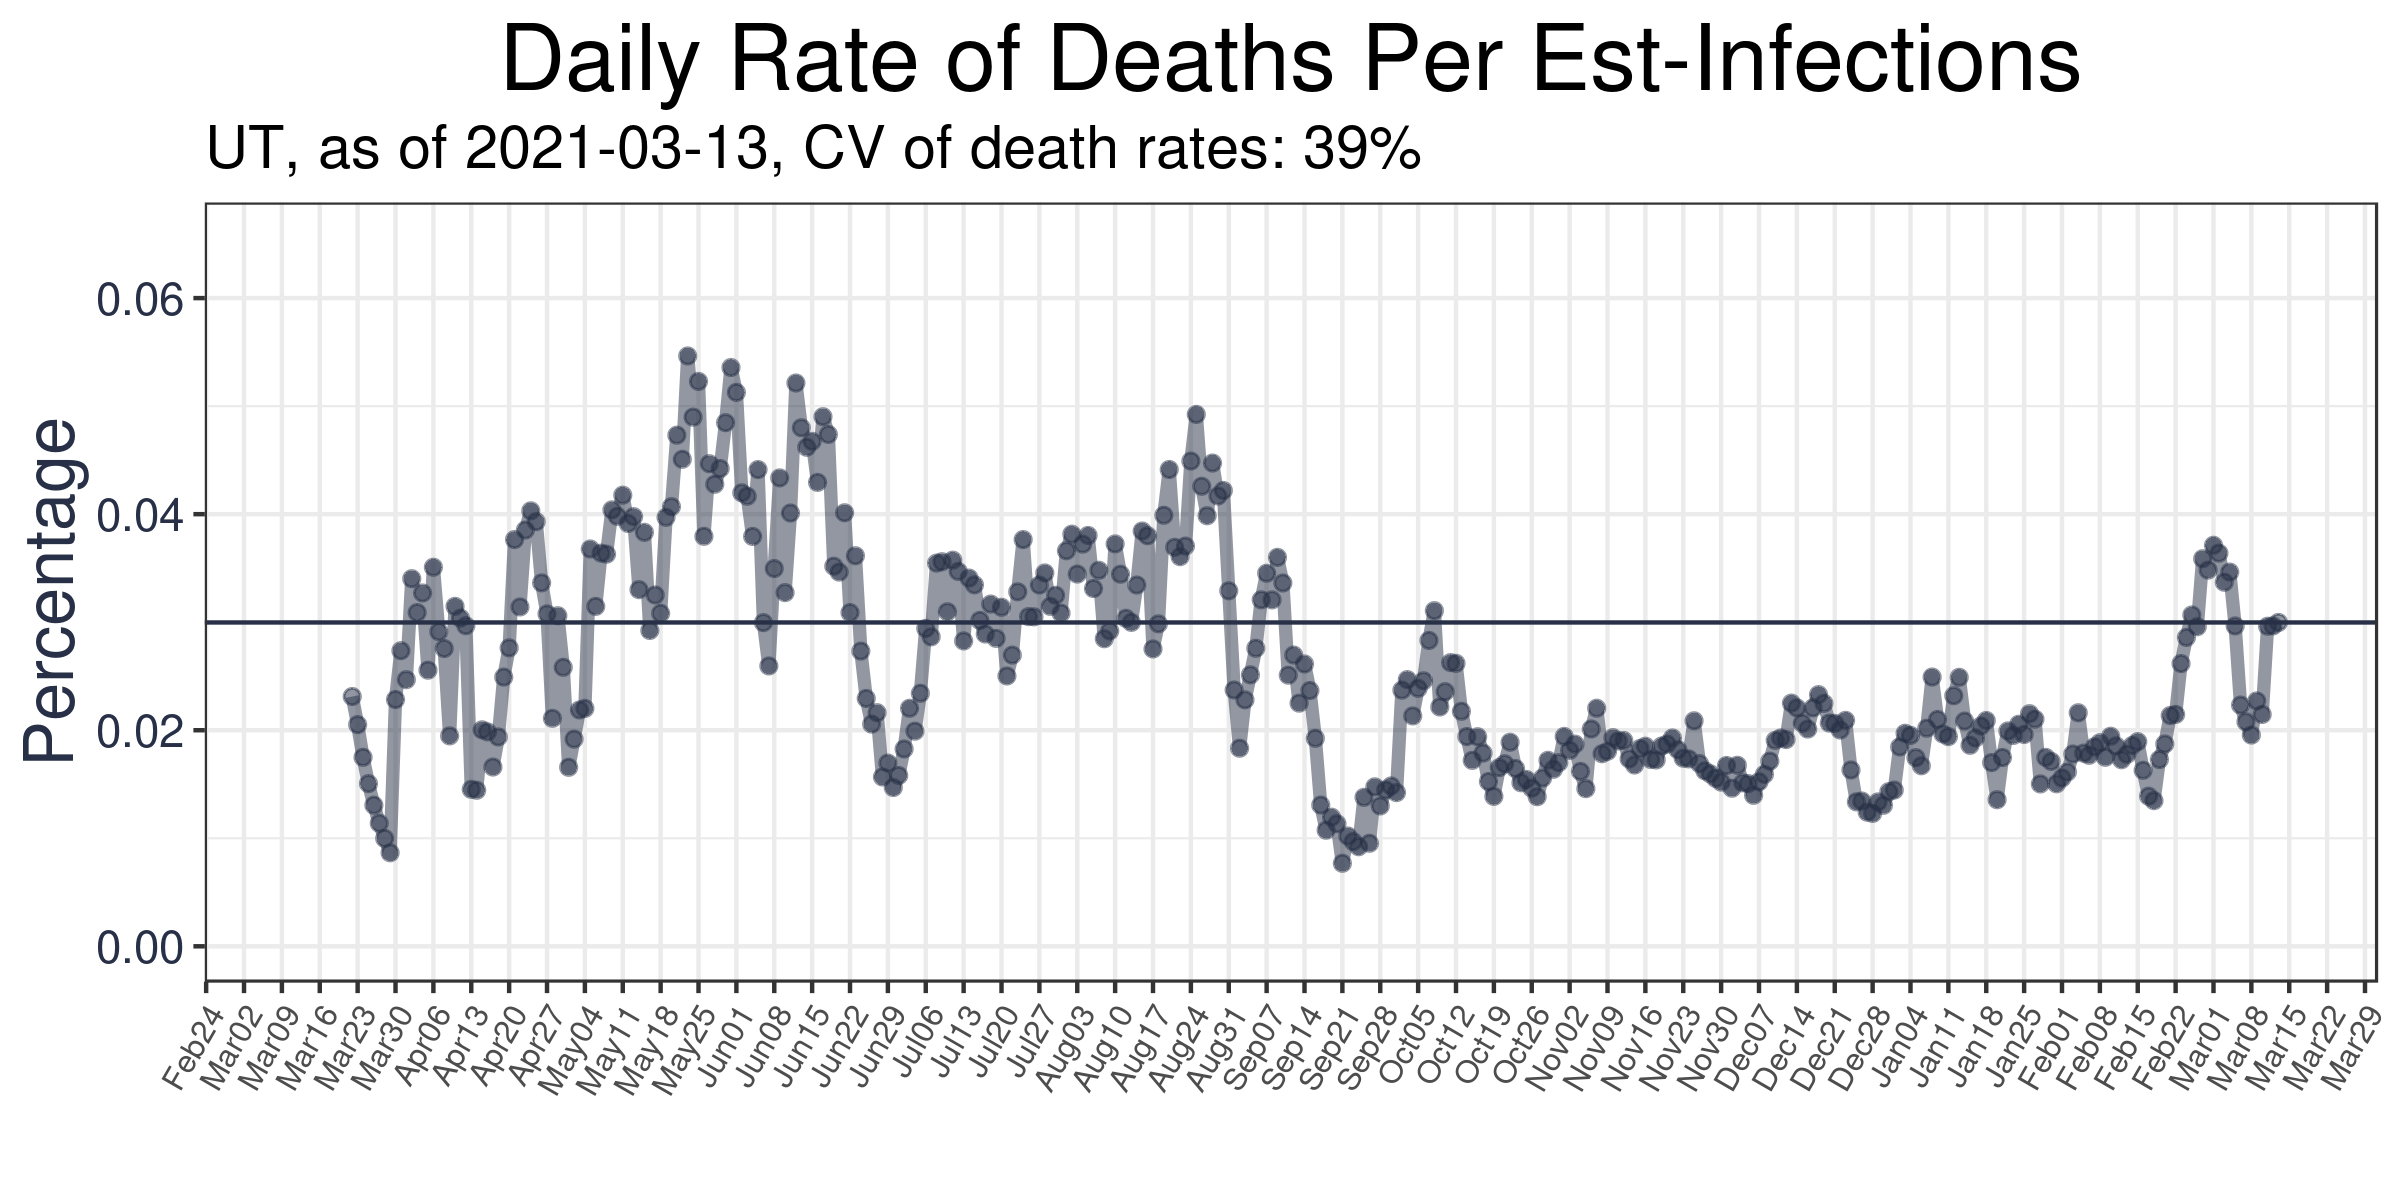 Daily Rate of Deaths Per Est-Infections
UT, as of 2021-03-13, CV of death rates: 39%
Percentage
0.06
0.04
0.02
0.00
Feb24
Mar02
Mar09
Mar16
Mar23
Mar30
Apr06
Apr13
Apr20
Apr27
May04
May11
May18
May25
Jun01
Jun08
Jun15
Jun22
Jun29
Jul06
Jul13
Jul20
Jul27
Aug03
Aug10
Aug17
Aug24
Aug31
Sep07
Sep14
Sep21
Sep28
Oct05
Oct12
Oct19
Oct26
Nov02
Nov09
Nov16
Nov23
Nov30
Dec07
Dec14
Dec21
Dec28
Jan04
Jan11
Jan18
Jan25
Feb01
Feb08
Feb15
Feb22
Mar01
Mar08
Mar15
Mar22
Mar29